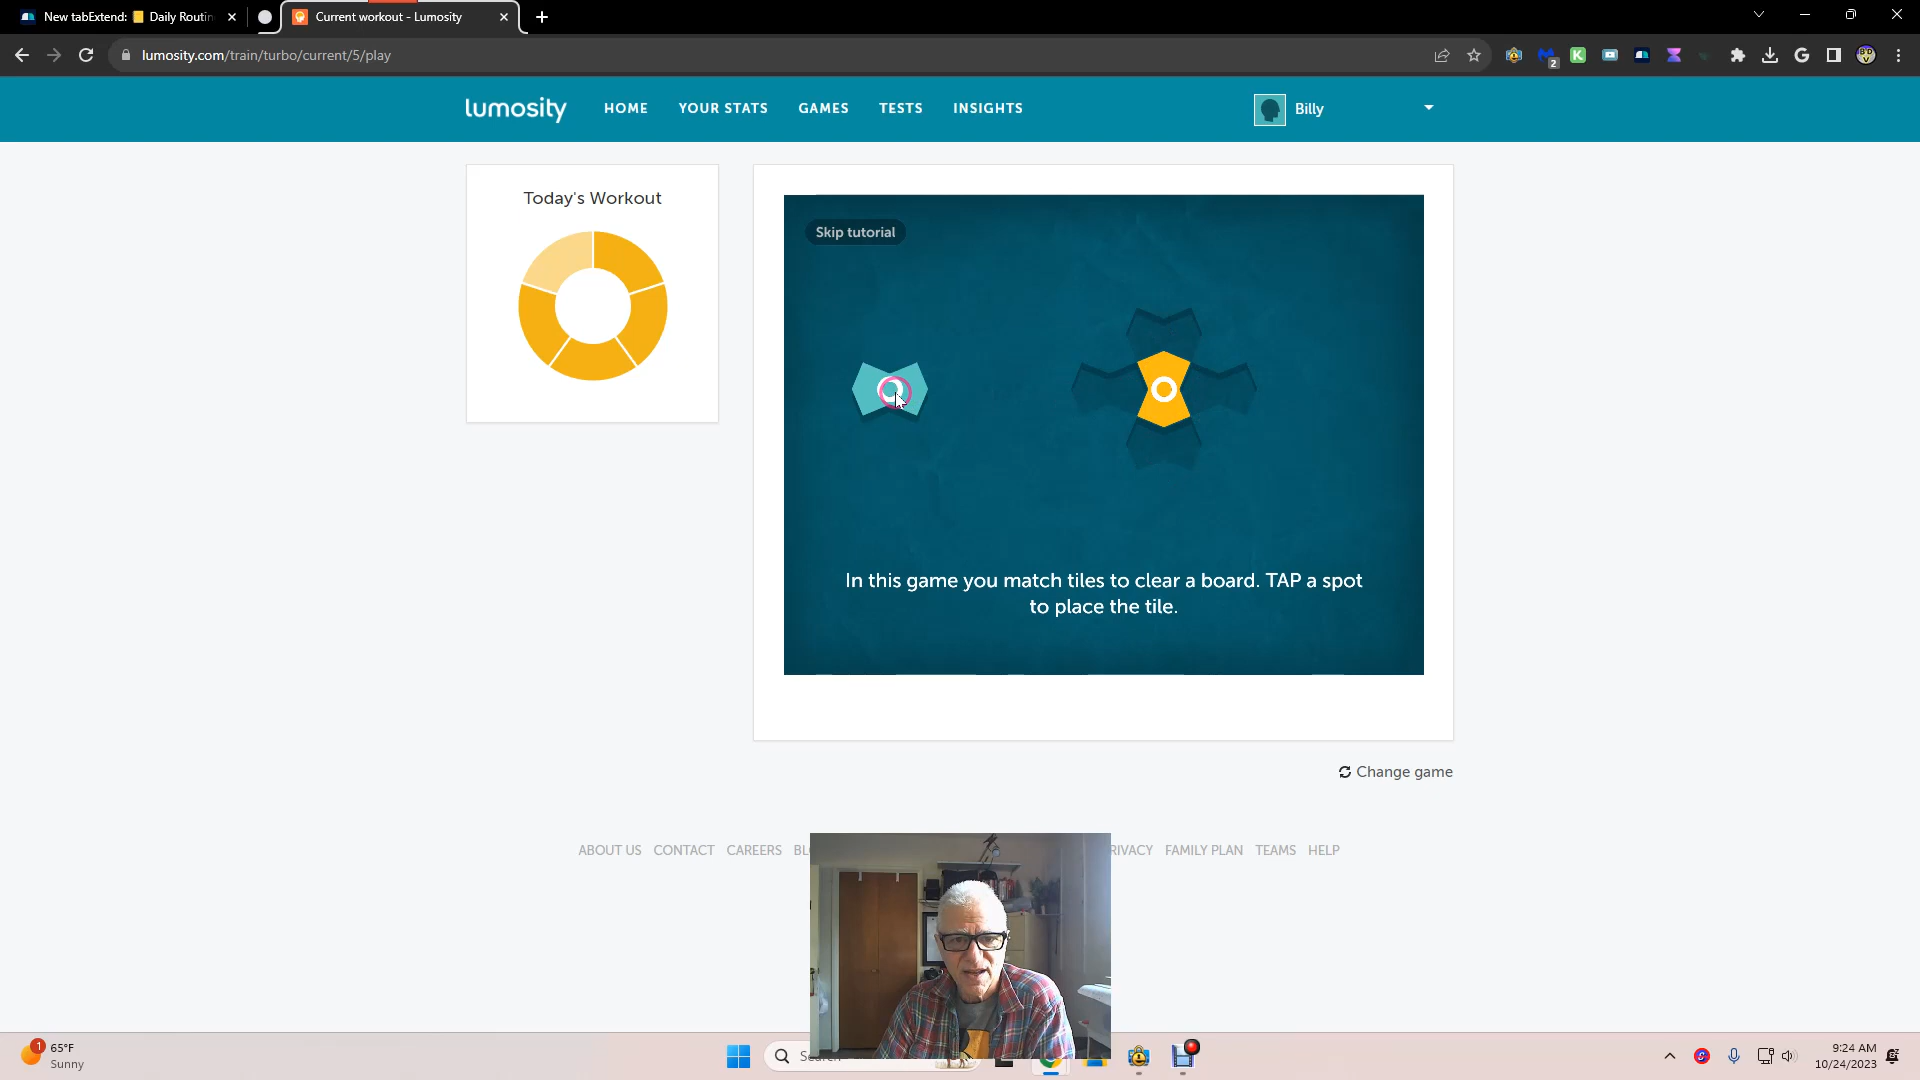 New tabExtend: Daily Routin
Current workout - Lumosity
lumosity.com/train/turbo/current/5/play
2
lumosity
HOME
YOUR STATS
GAMES
TESTS
INSIGHTS
Billy
Today's Workout
Skip tutorial
In this game you match tiles to clear a board. TAP a spot
to place the tile.
Change game
ABOUT US
CONTACT
CAREERS
FAMILY PLAN
TEAMS
HELP
1
65°F
Sunny
9:24 AM
10/24/2023